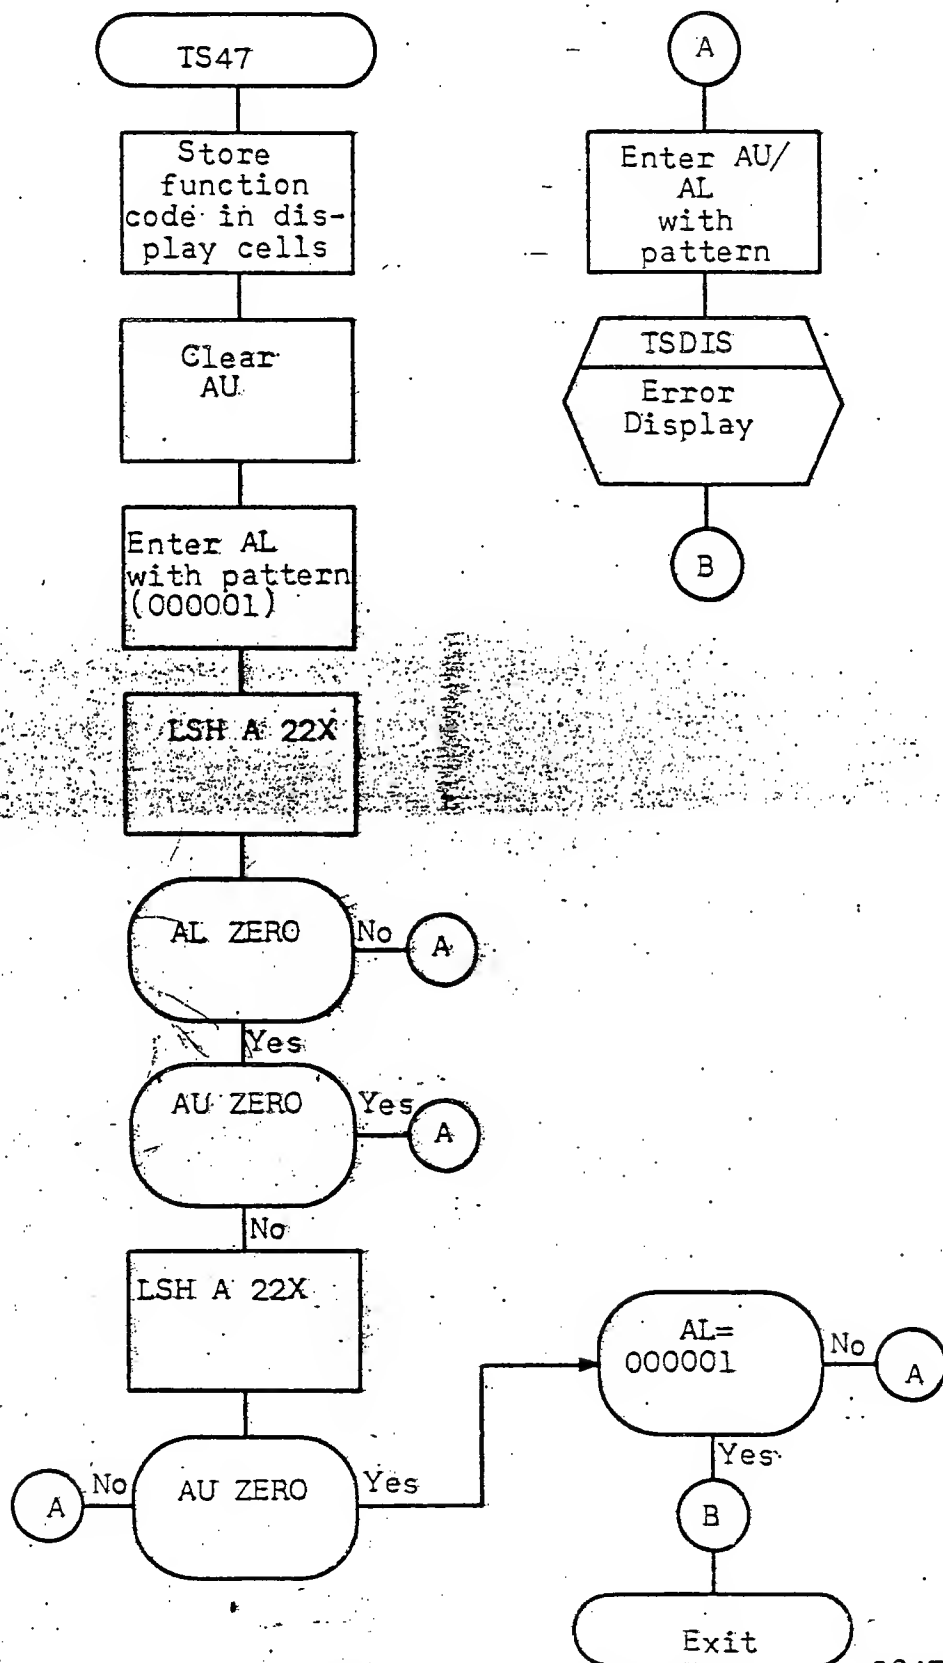 TS47
Store
function
code in dis-
play cells
Clear
AU
Enter AL
with pattern
(000001)
LSH A 22X
AL ZERO
No
A
Yes
AU ZERO
Yes
A
No
LSH A 22X
AU ZERO
No
A
Yes
AL=
000001
No
A
Yes
B
Exit
A
Enter AU/
AL
with
pattern
TSDIS
Error
Display
B